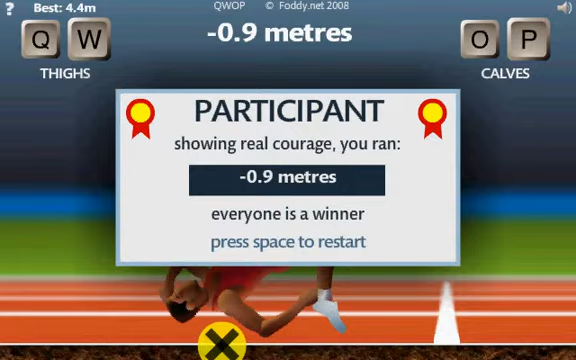 ? Best: 4.4m QWOP © Foddy.net 2008
-0.9 metres
Q W O P
THIGHS CALVES
PARTICIPANT
showing real courage, you ran:
-0.9 metres
everyone is a winner
press space to restart